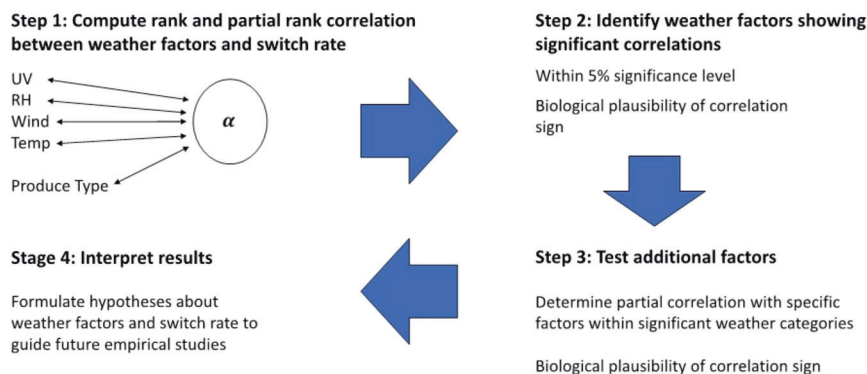 Step 1: Compute rank and partial rank correlation
between weather factors and switch rate
UV
RH
Wind
Temp
Produce Type
α
Step 2: Identify weather factors showing
significant correlations
Within 5% significance level
Biological plausibility of correlation
sign
Step 3: Test additional factors
Determine partial correlation with specific
factors within significant weather categories
Biological plausibility of correlation sign
Stage 4: Interpret results
Formulate hypotheses about
weather factors and switch rate to
guide future empirical studies